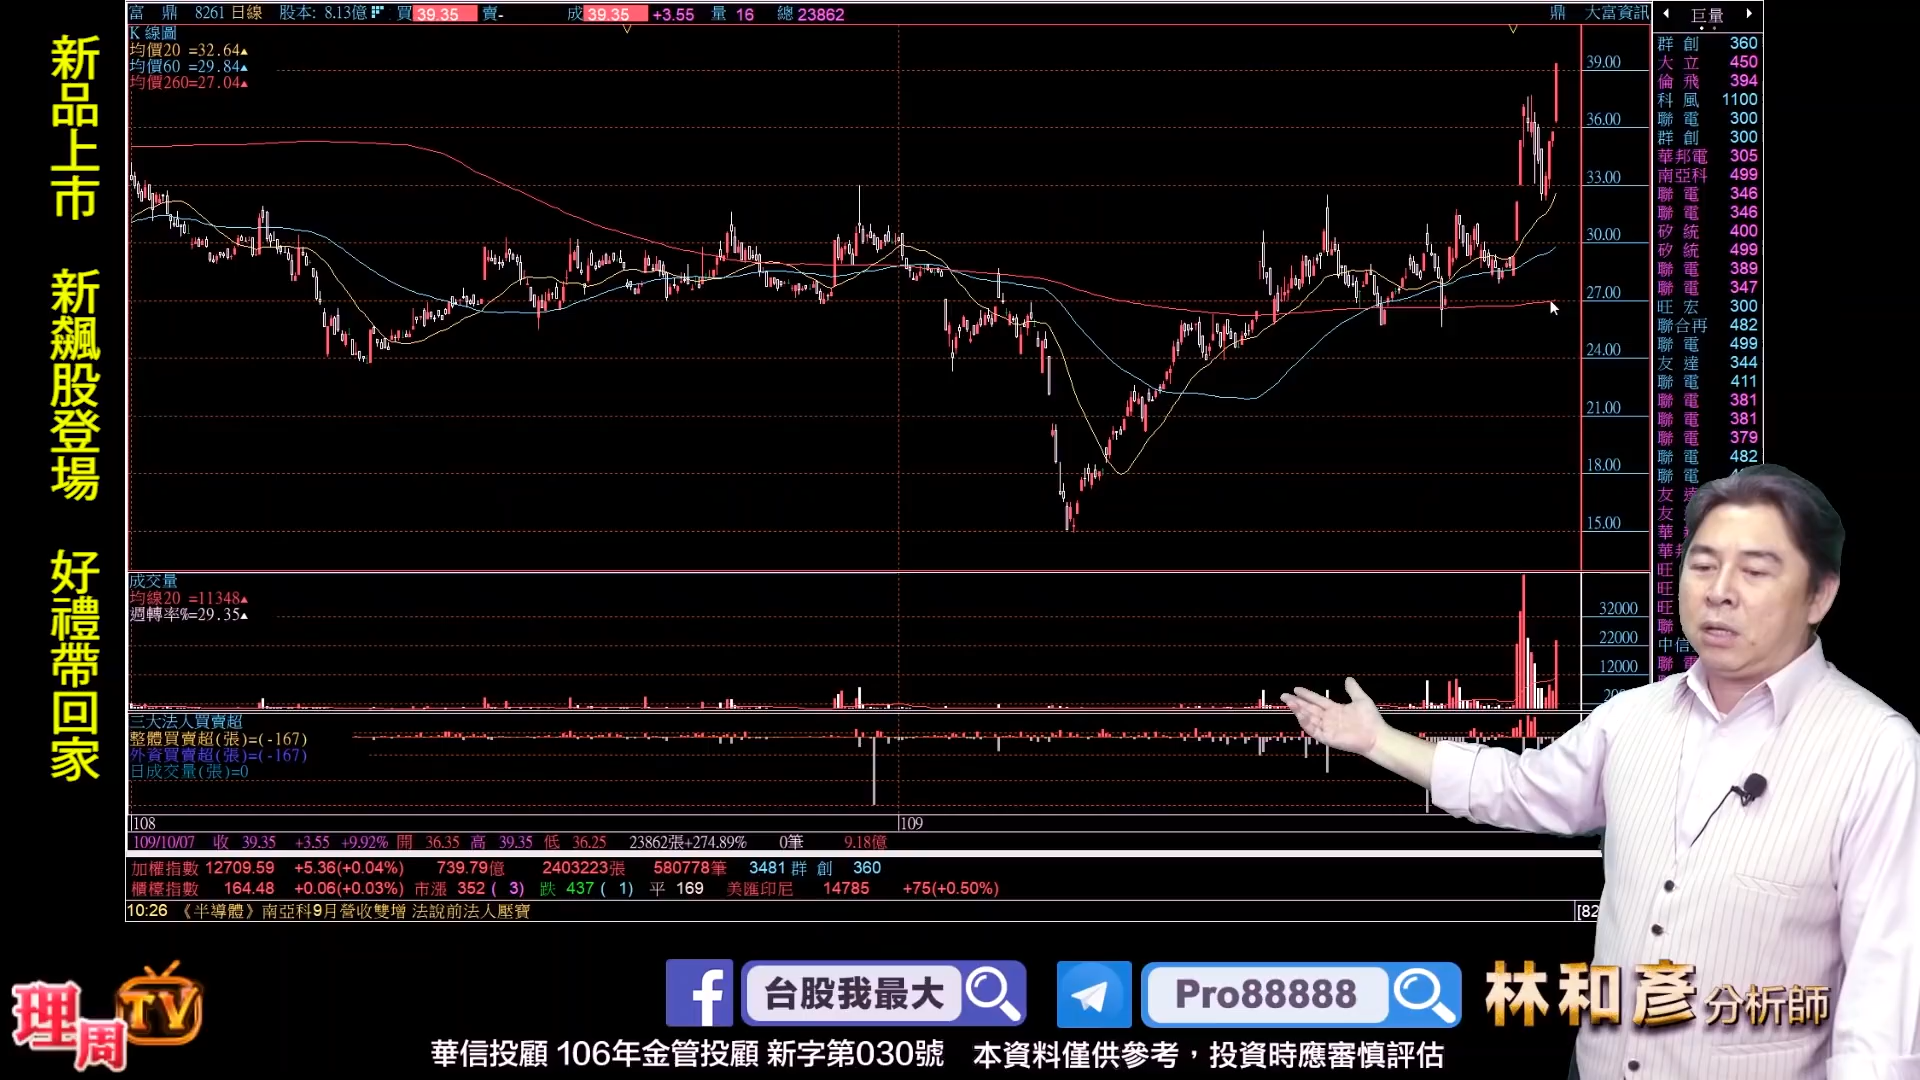 新品上市 新飆股登場 好禮帶回家
富 鼎 8261 日線 股本: 8.13億 買 39.35 賣- 成 39.35 +3.55 量 16 總 23862 鼎 大富資訊
K 線圖
均價20 =32.64▲
均價60 =29.84▲
均價260=27.04▲
39.00
36.00
33.00
30.00
27.00
24.00
21.00
18.00
15.00
成交量
均線20 =11348▲
週轉率%=29.35▲
32000
22000
12000
三大法人買賣超
整體買賣超(張)=(-167)
外資買賣超(張)=(-167)
日成交量(張)=0
108 109
109/10/07 收 39.35 +3.55 +9.92% 開 36.35 高 39.35 低 36.25 23862張+274.89% 0筆 9.18億
加權指數 12709.59 +5.36(+0.04%) 739.79億 2403223張 580778筆 3481 群 創 360
櫃檯指數 164.48 +0.06(+0.03%) 市漲 352 ( 3) 跌 437 ( 1) 平 169 美匯印尼 14785 +75(+0.50%)
10:26 《半導體》南亞科9月營收雙增 法說前法人壓寶 [82
巨量
群 創 360
大 立 450
倫 飛 394
科 風 1100
聯 電 300
群 創 300
華邦電 305
南亞科 499
聯 電 346
聯 電 346
矽 統 400
矽 統 499
聯 電 389
聯 電 347
旺 宏 300
聯合再 482
聯 電 499
友 達 344
聯 電 411
聯 電 381
聯 電 381
聯 電 379
聯 電 482
聯 電
友 達
友
華
華邦
旺
旺
旺
聯
中信
聯 電
理周TV
台股我最大
Pro88888
林和彥 分析師
華信投顧 106年金管投顧 新字第030號 本資料僅供參考,投資時應審慎評估